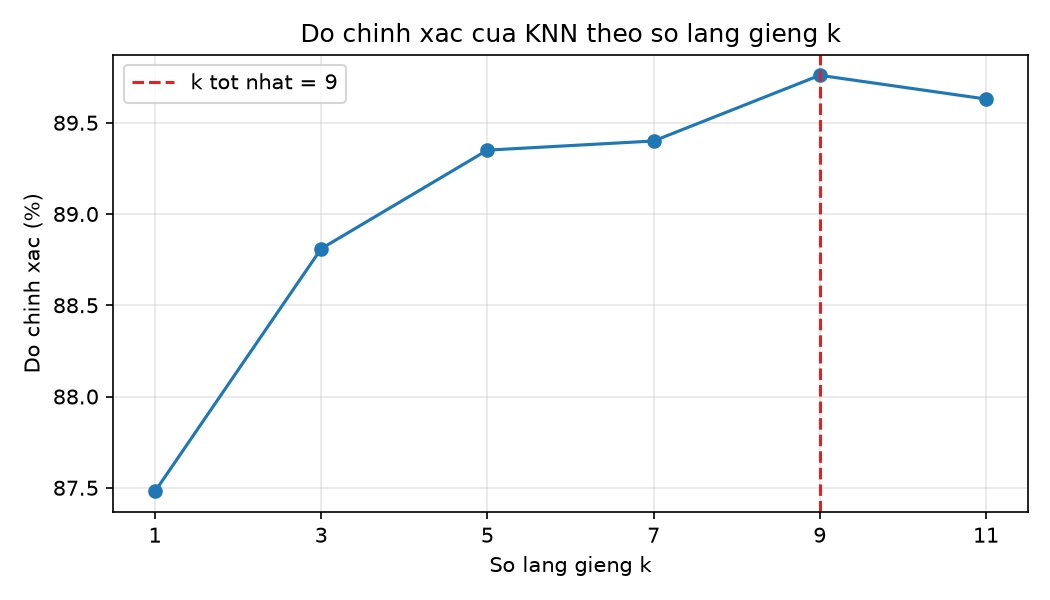 Do chinh xac cua KNN theo so lang gieng k
k tot nhat = 9
Do chinh xac (%)
89.5
89.0
88.5
88.0
87.5
1 3 5 7 9 11
So lang gieng k